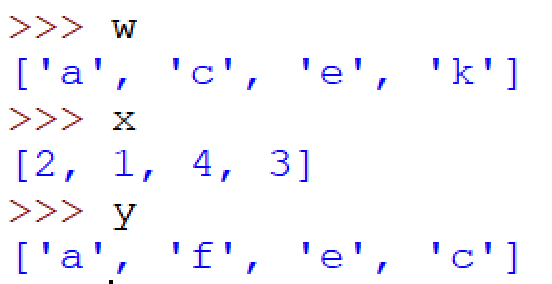 >>> w
['a', 'c', 'e', 'k']
>>> x
[2, 1, 4, 3]
>>> y
['a', 'f', 'e', 'c']